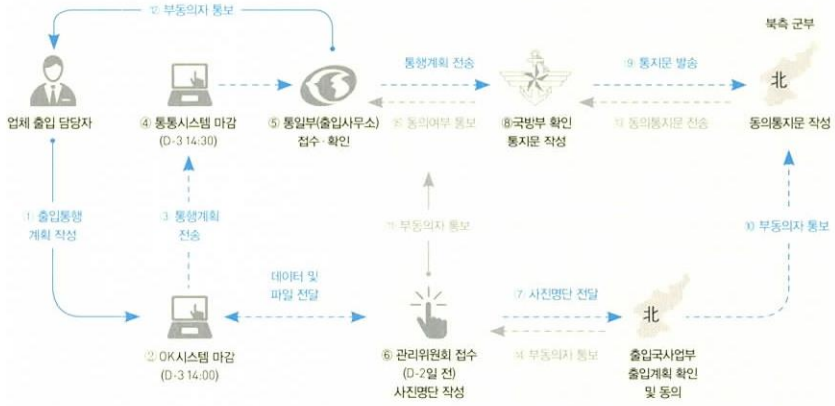 ⑫ 부동의자 통보
북측 군부
통행계획 전송
⑨ 통지문 발송
北
업체 출입 담당자
④ 통통시스템 마감
(D-3 14:30)
⑤ 통일부(출입사무소)
접수·확인
동의여부 통보
⑧국방부 확인
통지문 작성
동의통지문 전송
동의통지문 작성
① 출입통행
계획 작성
③ 통행계획
전송
부동의자 통보
⑩ 부동의자 통보
데이터 및
파일 전달
⑦ 사진명단 전달
北
② OK시스템 마감
(D-3 14:00)
⑥ 관리위원회 접수
(D-2일 전)
사진명단 작성
부동의자 통보
출입국사업부
출입계획 확인
및 동의